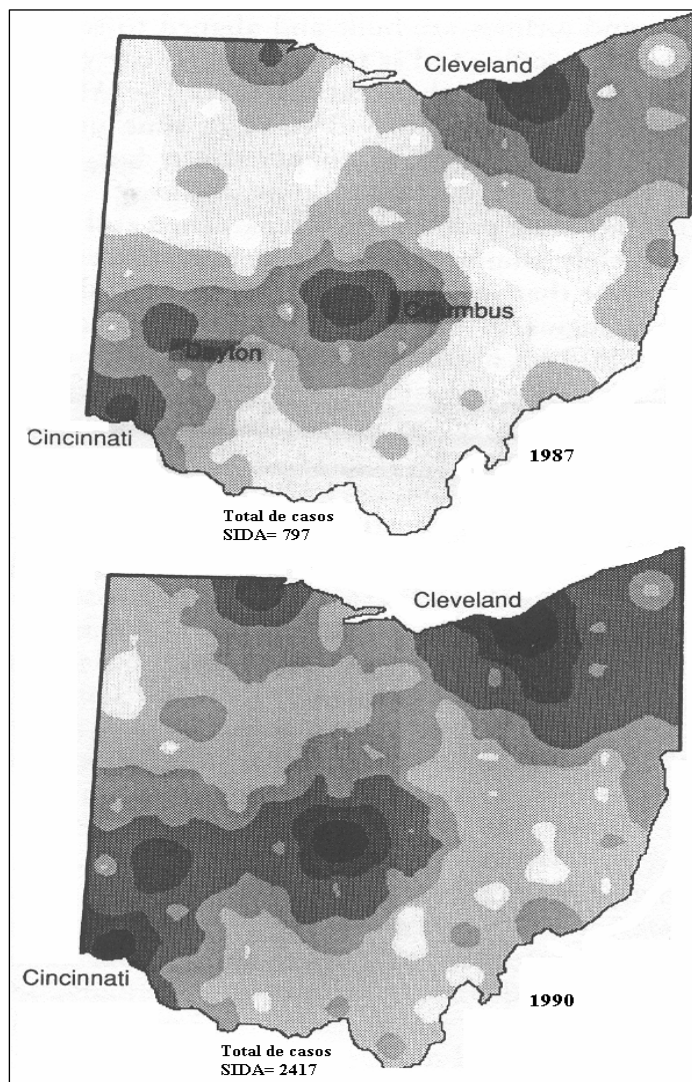 Cleveland
Columbus
Dayton
Cincinnati
1987
Total de casos
SIDA= 797
Cleveland
Cincinnati
1990
Total de casos
SIDA= 2417